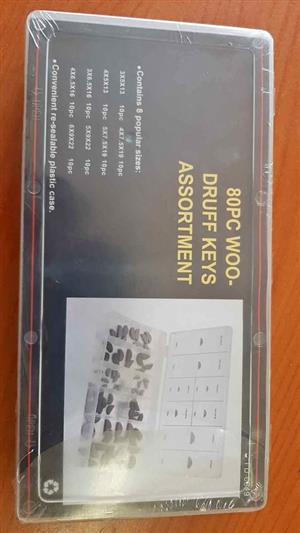 80PC WOO-
DRUFF KEYS
ASSORTMENT
•Contains 8 popular sizes:
3X5X13 10pc 4X7.5X19 10pc
4X5X13 10pc 5X7.5X19 10pc
3X6.5X16 10pc 5X9X22 10pc
4X6.5X16 10pc 6X9X22 10pc
•Convenient re-sealable plastic case.